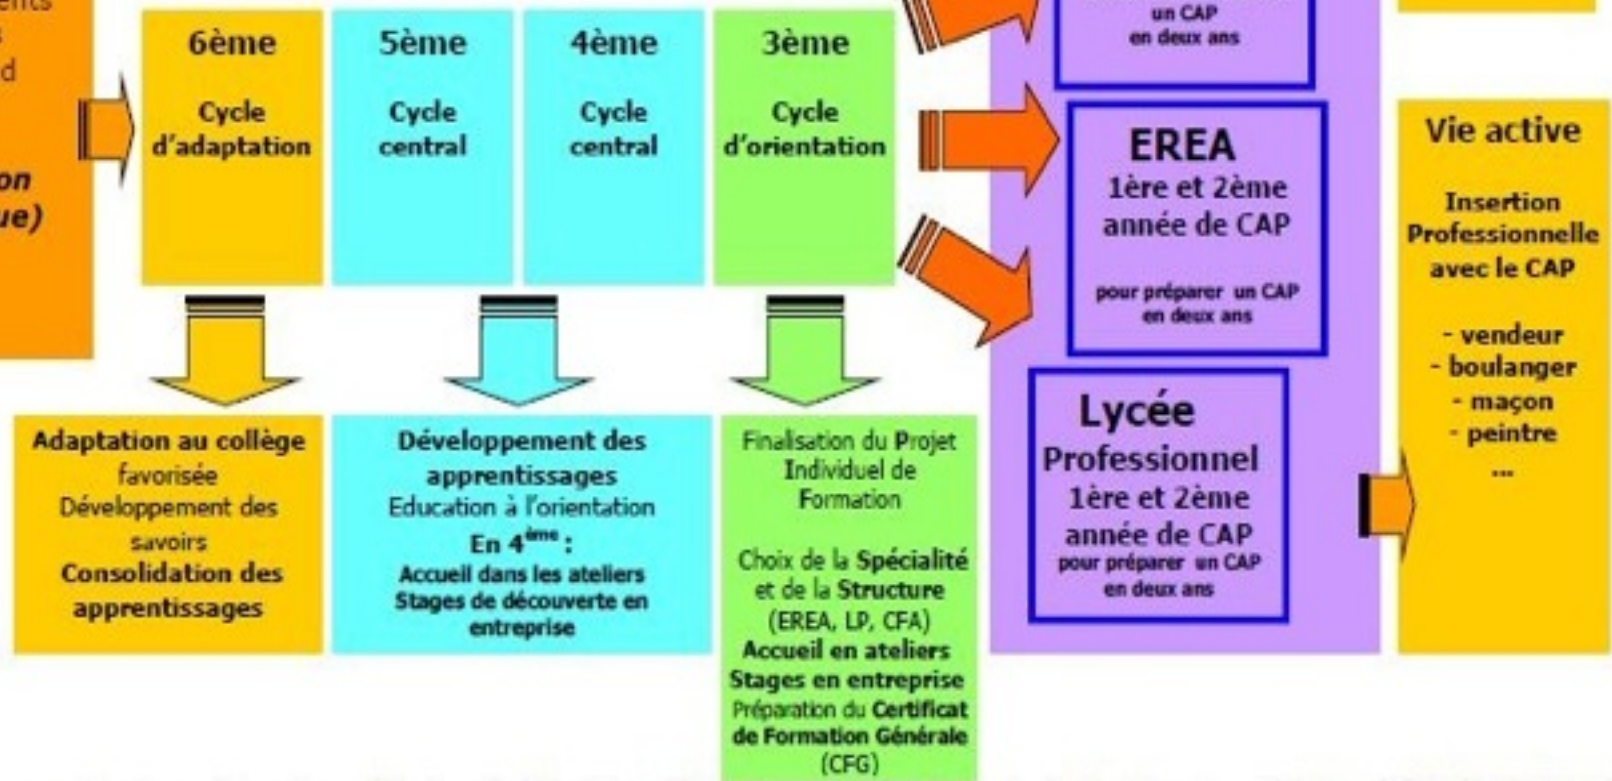 6ème
Cycle
d'adaptation
5ème
Cycle
central
4ème
Cycle
central
3ème
Cycle
d'orientation
un CAP
en deux ans
EREA
1ère et 2ème
année de CAP
pour préparer un CAP
en deux ans
Lycée
Professionnel
1ère et 2ème
année de CAP
pour préparer un CAP
en deux ans
Vie active
Insertion
Professionnelle
avec le CAP
- vendeur
- boulanger
- maçon
- peintre
...
Adaptation au collège
favorisée
Développement des
savoirs
Consolidation des
apprentissages
Développement des
apprentissages
Education à l'orientation
En 4ème :
Accueil dans les ateliers
Stages de découverte en
entreprise
Finalisation du Projet
Individuel de
Formation
Choix de la Spécialité
et de la Structure
(EREA, LP, CFA)
Accueil en ateliers
Stages en entreprise
Préparation du Certificat
de Formation Générale
(CFG)